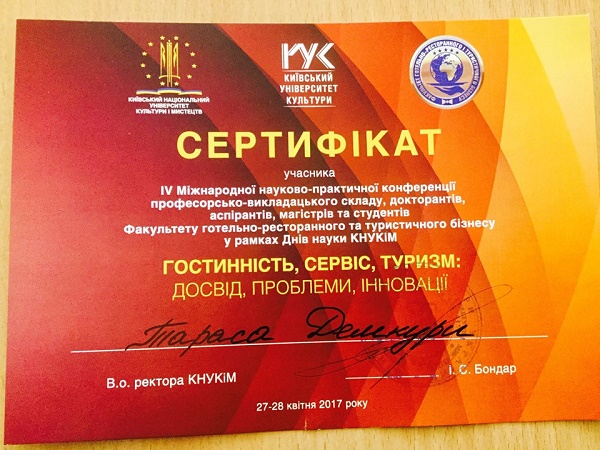 КИЇВСЬКИЙ НАЦІОНАЛЬНИЙ
УНІВЕРСИТЕТ
КУЛЬТУРИ І МИСТЕЦТВ
КИЇВСЬКИЙ
УНІВЕРСИТЕТ
КУЛЬТУРИ
СЕРТИФІКАТ
учасника
IV Міжнародної науково-практичної конференції
професорсько-викладацького складу, докторантів,
аспірантів, магістрів та студентів
Факультету готельно-ресторанного та туристичного бізнесу
у рамках Днів науки КНУКіМ
ГОСТИННІСТЬ, СЕРВІС, ТУРИЗМ:
ДОСВІД, ПРОБЛЕМИ, ІННОВАЦІЇ
Тараса Демкури
В.о. ректора КНУКіМ
І. С. Бондар
27-28 квітня 2017 року